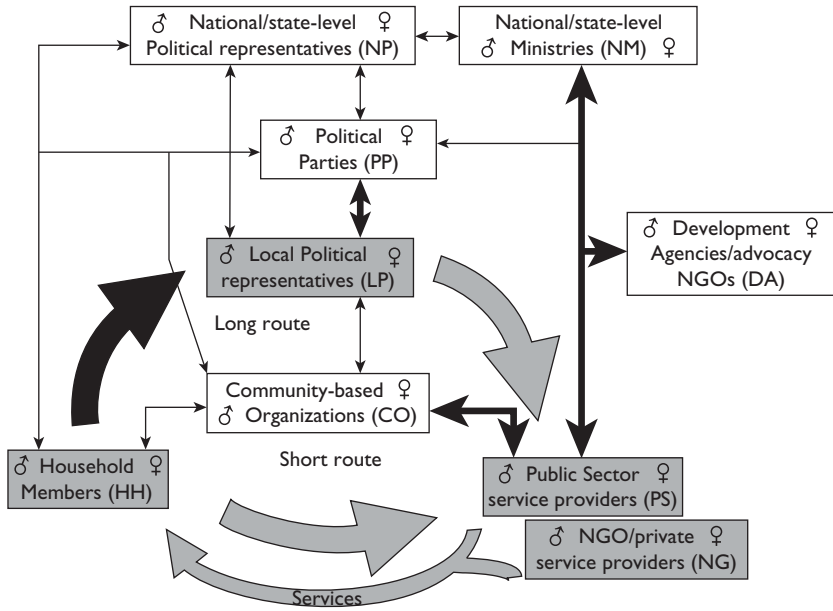 ♂ National/state-level ♀
Political representatives (NP)
National/state-level
♂ Ministries (NM) ♀
♂ Political ♀
Parties (PP)
♂ Development ♀
Agencies/advocacy
NGOs (DA)
♂ Local Political ♀
representatives (LP)
Long route
Community-based ♀
♂ Organizations (CO)
Short route
♂ Household ♀
Members (HH)
♂ Public Sector ♀
service providers (PS)
♂ NGO/private ♀
service providers (NG)
Services